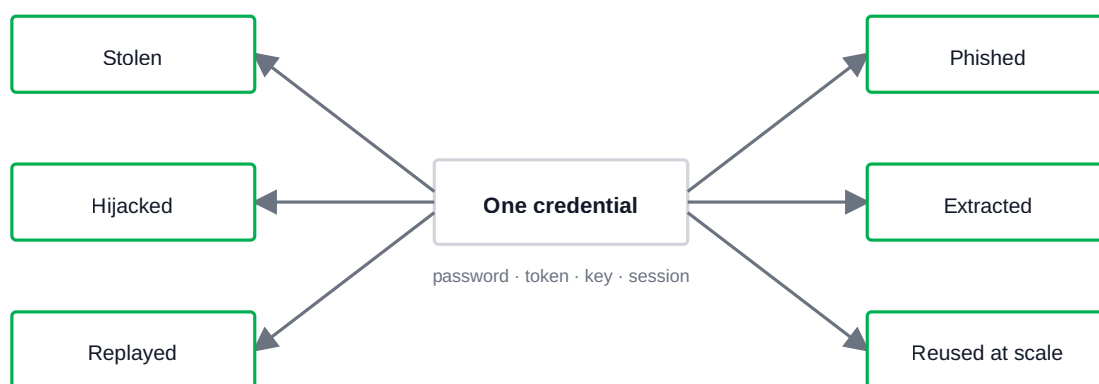 Stolen
Phished
Hijacked
One credential
Extracted
password · token · key · session
Replayed
Reused at scale